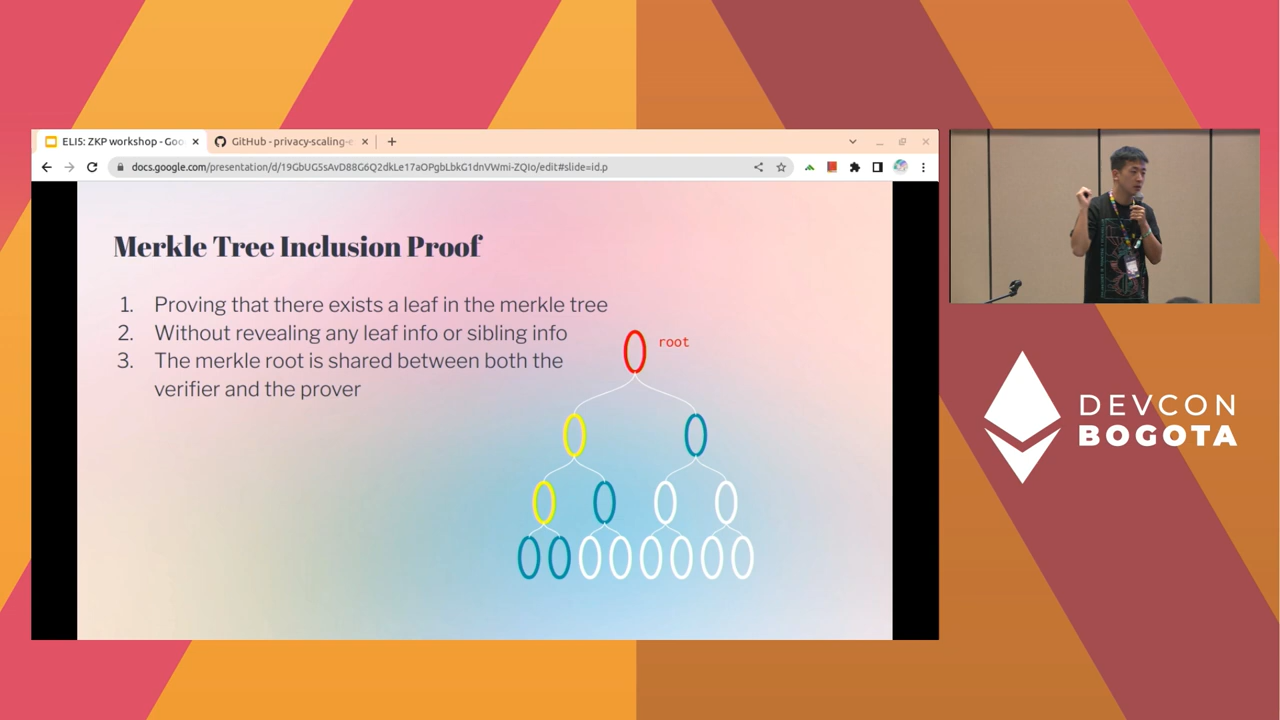 ELI5: ZKP workshop - Goo
GitHub - privacy-scaling-e
docs.google.com/presentation/d/19GbUG5sAvD88G6Q2dkLe17aOPgbLbkG1dnVWmi-ZQIo/edit#slide=id.p
Merkle Tree Inclusion Proof
1. Proving that there exists a leaf in the merkle tree
2. Without revealing any leaf info or sibling info
3. The merkle root is shared between both the
verifier and the prover
root
DEVCON
BOGOTA